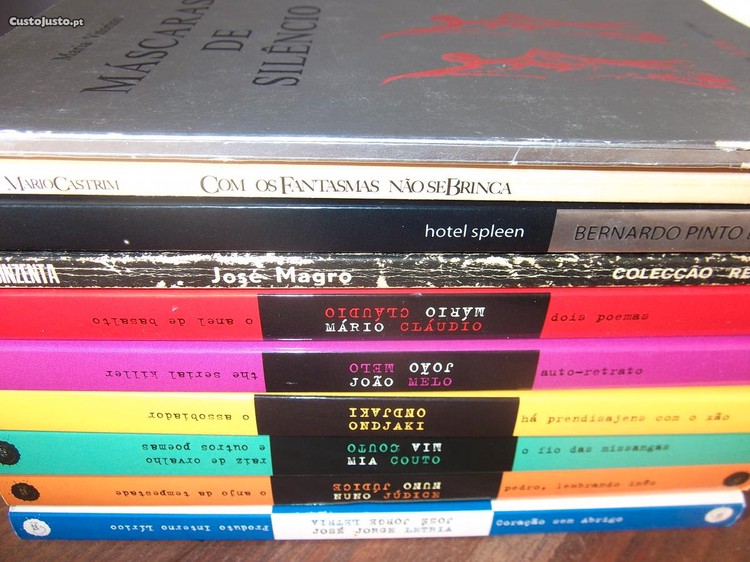 CustoJusto.pt
MÁSCARAS
DE
SILÊNCIO
MARIO CASTRIM COM OS FANTASMAS NÃO SE BRINCA
hotel spleen BERNARDO PINTO
INZENTA José Magro COLECÇÃO RE
o anel de basalto
MÁRIO CLÁUDIO
MÁRIO CLÁUDIO
dois poemas
the serial killer
JOÃO MELO
JOÃO MELO
auto-retrato
o assobiador
ONDJAKI
ONDJAKI
há prendisajens com o xão
raiz de orvalho
e outros poemas
MIA COUTO
MIA COUTO
o fio das missangas
o anjo da tempestade
NUNO JÚDICE
NUNO JÚDICE
pedro, lembrando inês
Produto Interno Lírico
JOSÉ JORGE LETRIA
JOSÉ JORGE LETRIA
Coração sem Abrigo